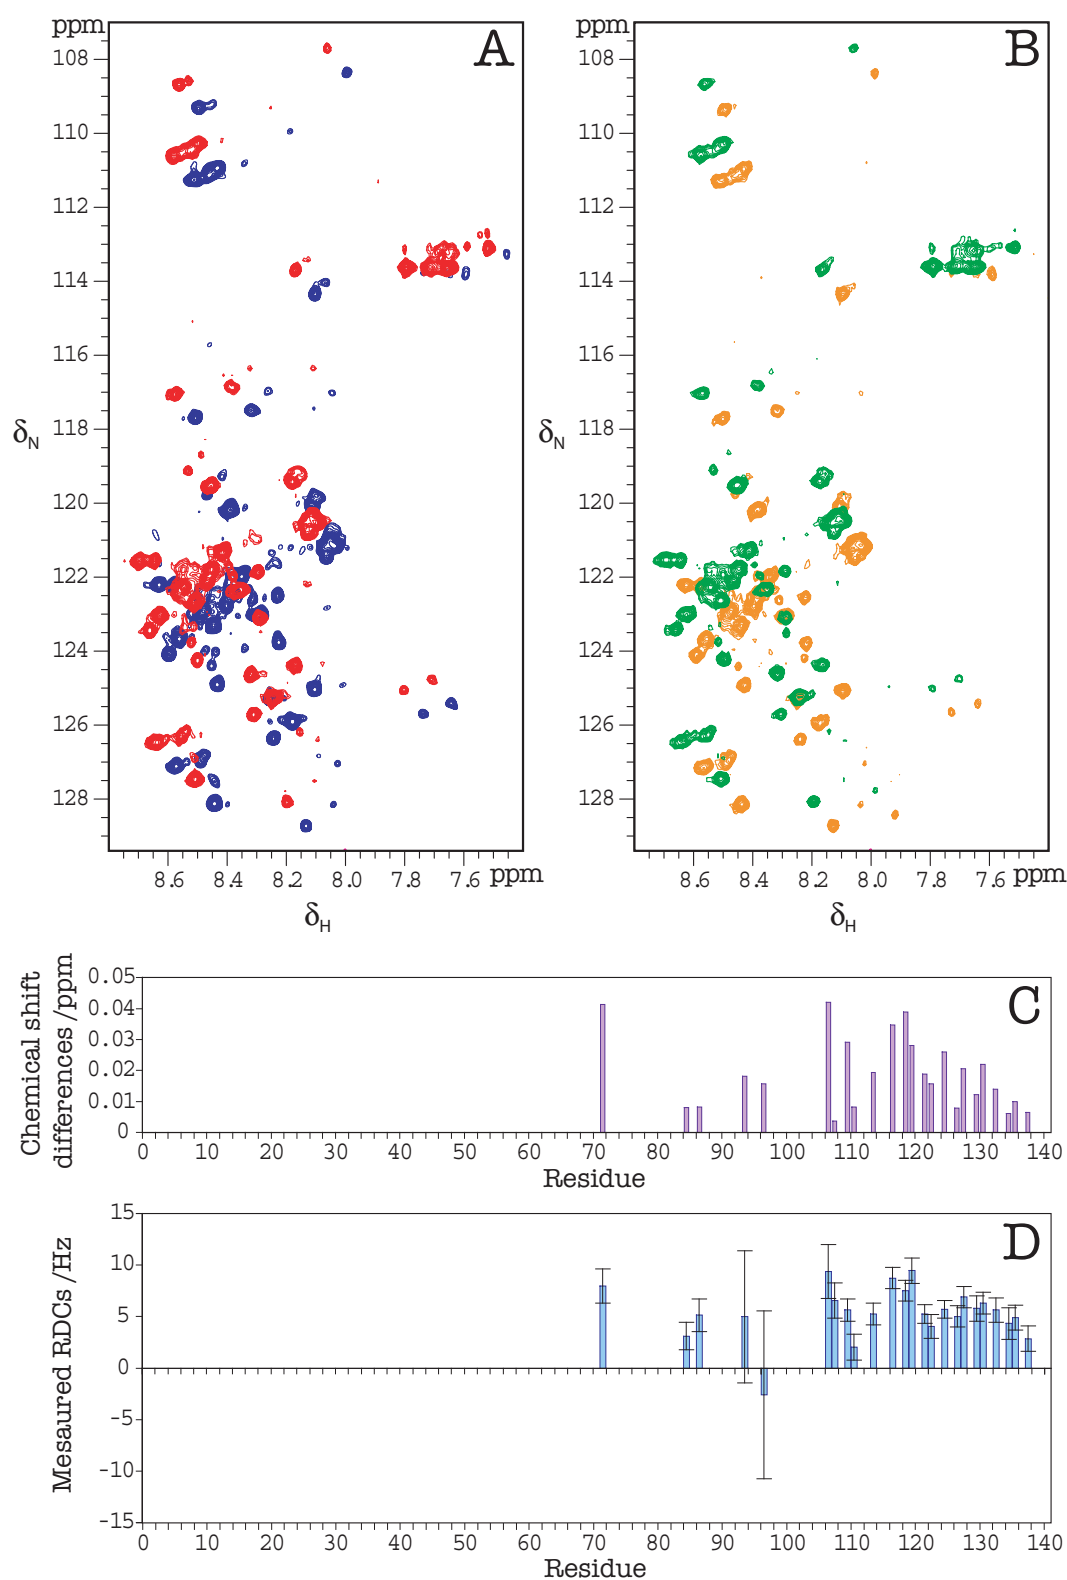 ppm
A
108
110
112
114
116
118
120
122
124
126
128
δN
8.6 8.4 8.2 8.0 7.8 7.6 ppm
δH
ppm
B
108
110
112
114
116
118
120
122
124
126
128
δN
8.6 8.4 8.2 8.0 7.8 7.6 ppm
δH
Chemical shift
differences /ppm
C
0.05
0.04
0.03
0.02
0.01
0
0 10 20 30 40 50 60 70 80 90 100 110 120 130 140
Residue
Mesaured RDCs /Hz
D
15
10
5
0
-5
-10
-15
0 10 20 30 40 50 60 70 80 90 100 110 120 130 140
Residue